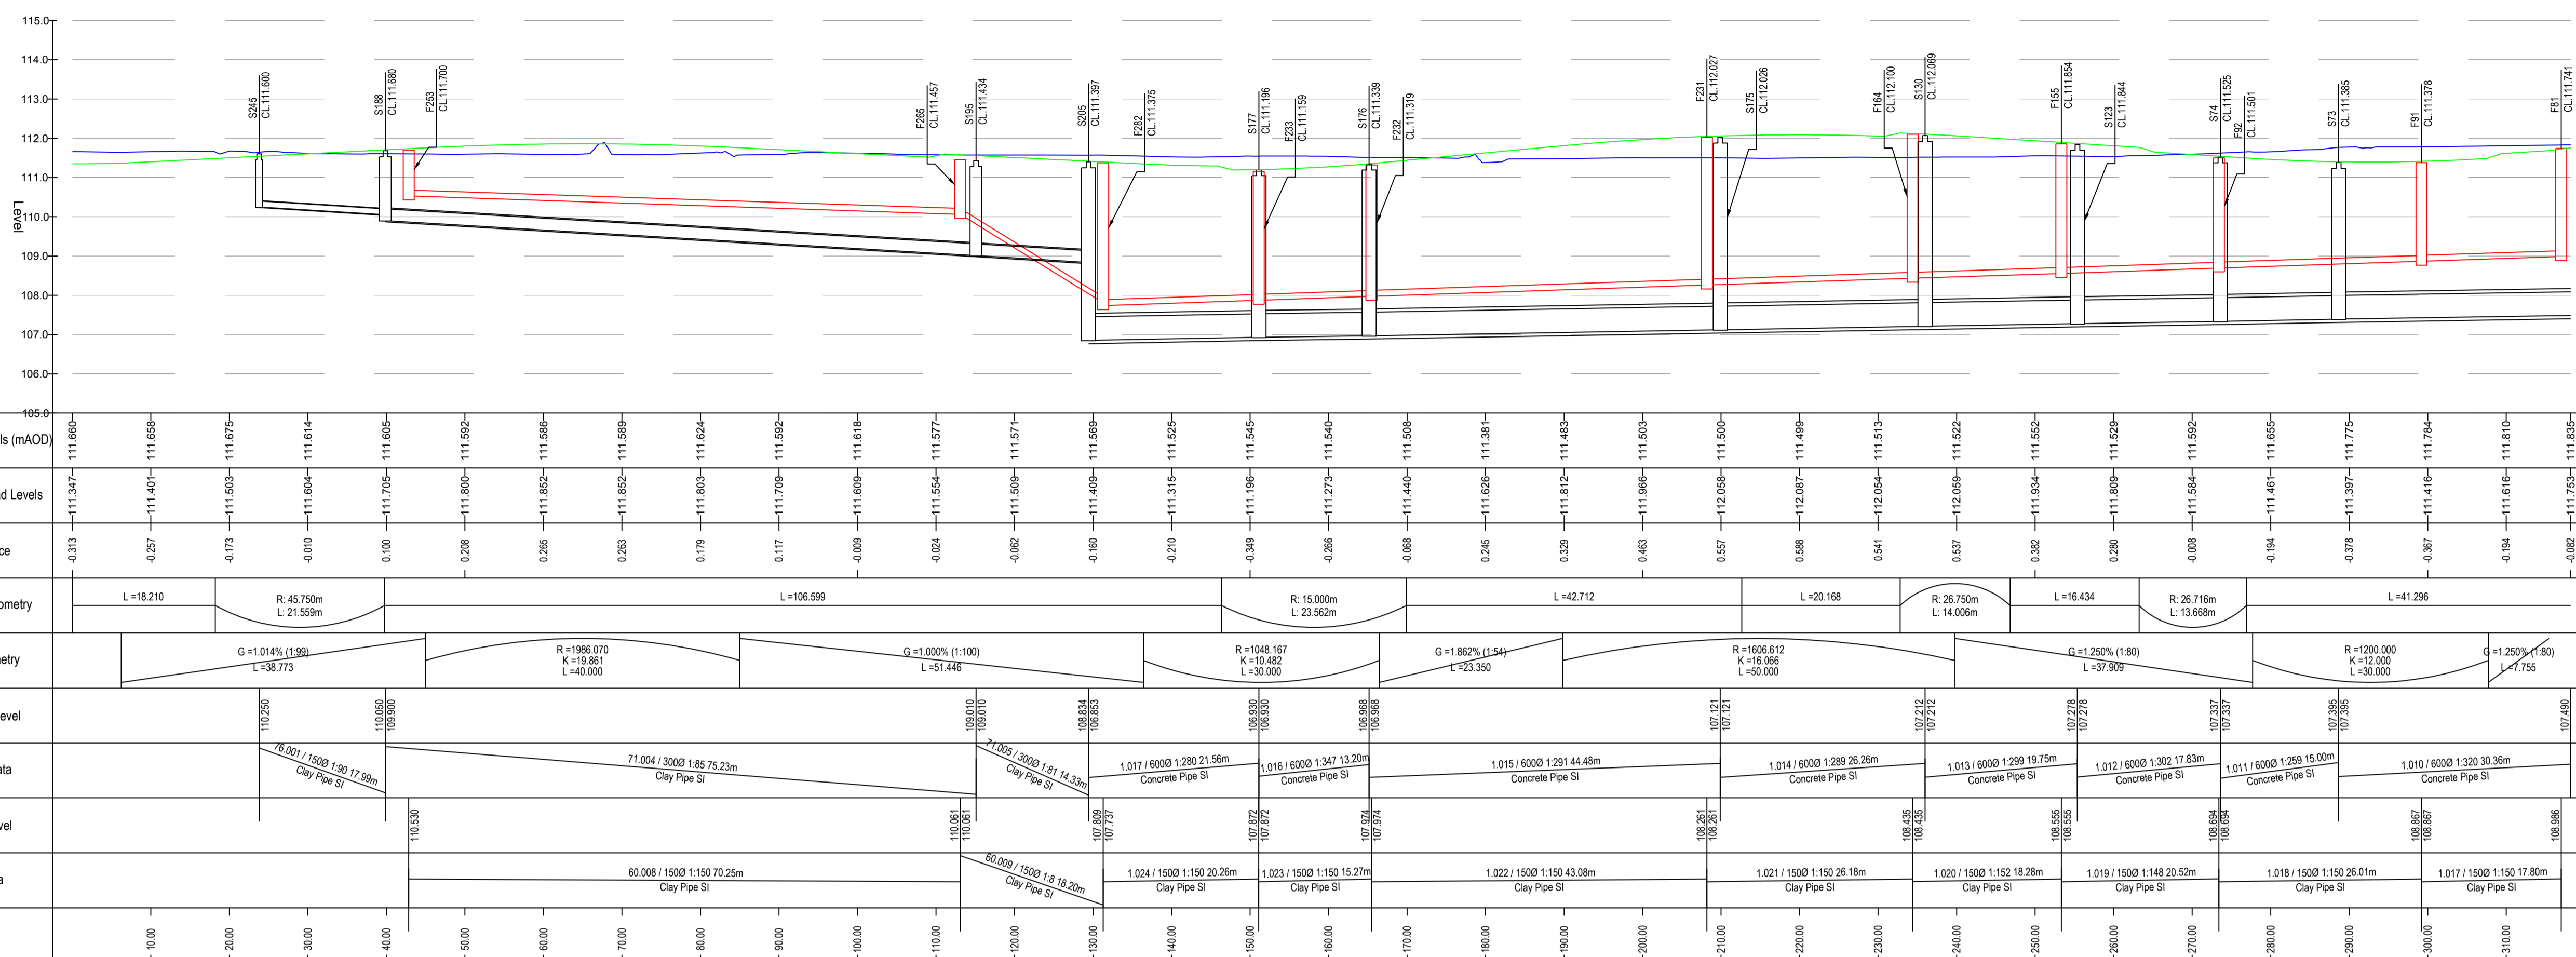 115.0
114.0
113.0
112.0
111.0
110.0
109.0
108.0
107.0
106.0
105.0
Level
S245
CL.111.600
S188
CL.111.680
F253
CL.111.700
F265
CL.111.457
S195
CL.111.434
S205
CL.111.397
F282
CL.111.375
S177
CL.111.196
F233
CL.111.159
S176
CL.111.339
F232
CL.111.319
F231
CL.112.027
S175
CL.112.026
F164
CL.112.100
S130
CL.112.069
F155
CL.111.854
S123
CL.111.844
S74
CL.111.525
F92
CL.111.501
S73
CL.111.385
F91
CL.111.378
F81
CL.111.741
ls (mAOD) 111.660 111.658 111.675 111.614 111.605 111.592 111.586 111.589 111.624 111.592 111.618 111.577 111.571 111.569 111.525 111.545 111.540 111.508 111.381 111.483 111.503 111.500 111.499 111.513 111.522 111.552 111.529 111.592 111.655 111.775 111.784 111.810 111.835
d Levels 111.347 111.401 111.503 111.604 111.705 111.800 111.852 111.852 111.803 111.709 111.609 111.554 111.509 111.409 111.315 111.196 111.273 111.440 111.626 111.812 111.966 112.058 112.087 112.054 112.059 111.934 111.809 111.584 111.461 111.397 111.416 111.616 111.753
ce -0.313 -0.257 -0.173 -0.010 0.100 0.208 0.265 0.263 0.179 0.117 -0.009 -0.024 -0.062 -0.160 -0.210 -0.349 -0.266 -0.068 0.245 0.329 0.463 0.557 0.588 0.541 0.537 0.382 0.280 -0.008 -0.194 -0.378 -0.367 -0.194 -0.082
ometry
L =18.210
R: 45.750m
L: 21.559m
L =106.599
R: 15.000m
L: 23.562m
L =42.712
L =20.168
R: 26.750m
L: 14.006m
L =16.434
R: 26.716m
L: 13.668m
L =41.296
etry
G =1.014% (1:99)
L =38.773
R =1986.070
K =19.861
L =40.000
G =1.000% (1:100)
L =51.446
R =1048.167
K =10.482
L =30.000
G =1.862% (1:54)
L =23.350
R =1606.612
K =16.066
L =50.000
G =1.250% (1:80)
L =37.909
R =1200.000
K =12.000
L =30.000
G =1.250% (1:80)
L =7.755
evel 110.250 110.050 109.900 109.010 109.010 108.834 106.853 106.930 106.930 106.968 106.968 107.121 107.121 107.212 107.212 107.278 107.278 107.337 107.337 107.395 107.395 107.490
ata
76.001 / 150Ø 1:90 17.99m
Clay Pipe SI
71.004 / 300Ø 1:85 75.23m
Clay Pipe SI
71.005 / 300Ø 1:81 14.33m
Clay Pipe SI
1.017 / 600Ø 1:280 21.56m
Concrete Pipe SI
1.016 / 600Ø 1:347 13.20m
Concrete Pipe SI
1.015 / 600Ø 1:291 44.48m
Concrete Pipe SI
1.014 / 600Ø 1:289 26.26m
Concrete Pipe SI
1.013 / 600Ø 1:299 19.75m
Concrete Pipe SI
1.012 / 600Ø 1:302 17.83m
Concrete Pipe SI
1.011 / 600Ø 1:259 15.00m
Concrete Pipe SI
1.010 / 600Ø 1:320 30.36m
Concrete Pipe SI
vel 110.530 110.061 110.061 107.809 107.737 107.872 107.872 107.974 107.974 108.261 108.261 108.435 108.435 108.555 108.555 108.694 108.694 108.867 108.867 108.986
a
60.008 / 150Ø 1:150 70.25m
Clay Pipe SI
60.009 / 150Ø 1:8 18.20m
Clay Pipe SI
1.024 / 150Ø 1:150 20.26m
Clay Pipe SI
1.023 / 150Ø 1:150 15.27m
Clay Pipe SI
1.022 / 150Ø 1:150 43.08m
Clay Pipe SI
1.021 / 150Ø 1:150 26.18m
Clay Pipe SI
1.020 / 150Ø 1:152 18.28m
Clay Pipe SI
1.019 / 150Ø 1:148 20.52m
Clay Pipe SI
1.018 / 150Ø 1:150 26.01m
Clay Pipe SI
1.017 / 150Ø 1:150 17.80m
Clay Pipe SI
10.00 20.00 30.00 40.00 50.00 60.00 70.00 80.00 90.00 100.00 110.00 120.00 130.00 140.00 150.00 160.00 170.00 180.00 190.00 200.00 210.00 220.00 230.00 240.00 250.00 260.00 270.00 280.00 290.00 300.00 310.00